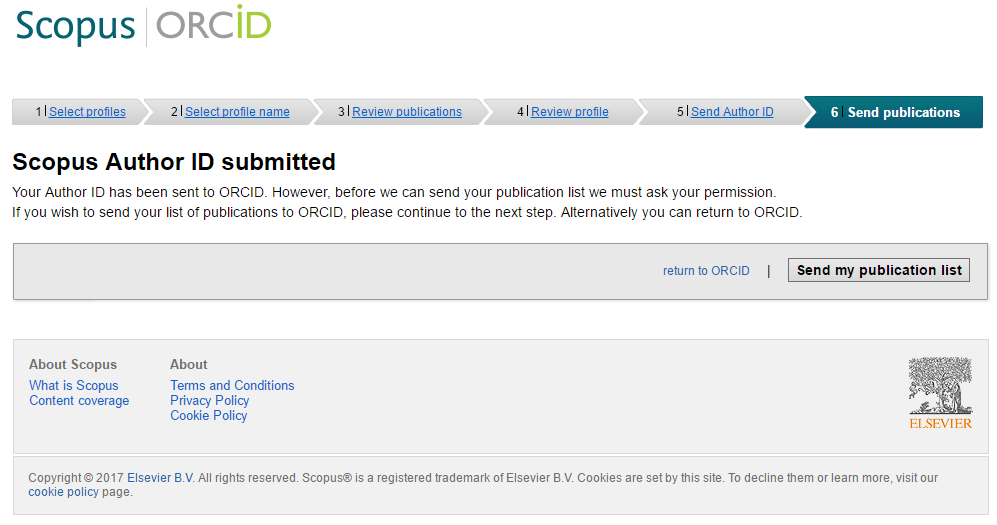 Scopus | ORCiD
1 | Select profiles 2 | Select profile name 3 | Review publications 4 | Review profile 5 | Send Author ID 6 | Send publications
Scopus Author ID submitted
Your Author ID has been sent to ORCID. However, before we can send your publication list we must ask your permission.
If you wish to send your list of publications to ORCID, please continue to the next step. Alternatively you can return to ORCID.
return to ORCID | Send my publication list
About Scopus
What is Scopus
Content coverage
About
Terms and Conditions
Privacy Policy
Cookie Policy
ELSEVIER
Copyright © 2017 Elsevier B.V. All rights reserved. Scopus® is a registered trademark of Elsevier B.V. Cookies are set by this site. To decline them or learn more, visit our
cookie policy page.